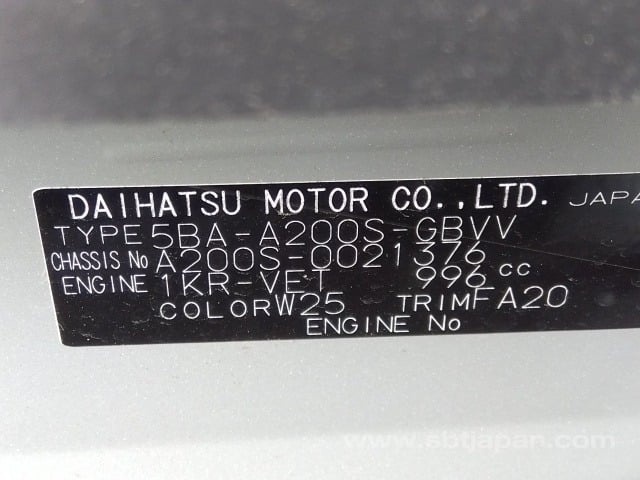 DAIHATSU MOTOR CO.,LTD. JAPA
TYPE 5BA-A200S-GBVV
CHASSIS No A200S-0021376
ENGINE 1KR-VET 996 cc
COLOR W25 TRIM FA20
ENGINE No
www.sbtjapan.com